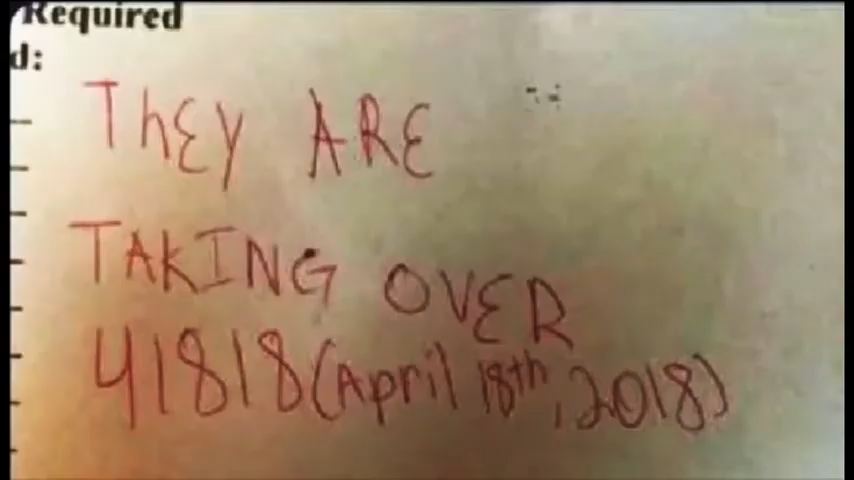 Required
d:
ThEY ARE
TAKING OVER
41818(April 18th, 2018)